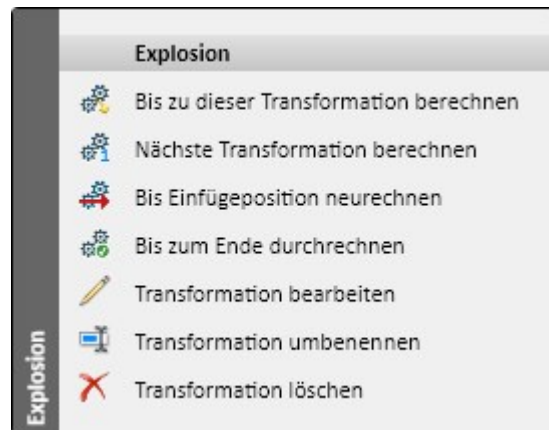 Explosion
Bis zu dieser Transformation berechnen
Nächste Transformation berechnen
Bis Einfügeposition neurechnen
Bis zum Ende durchrechnen
Transformation bearbeiten
Transformation umbenennen
Transformation löschen
Explosion